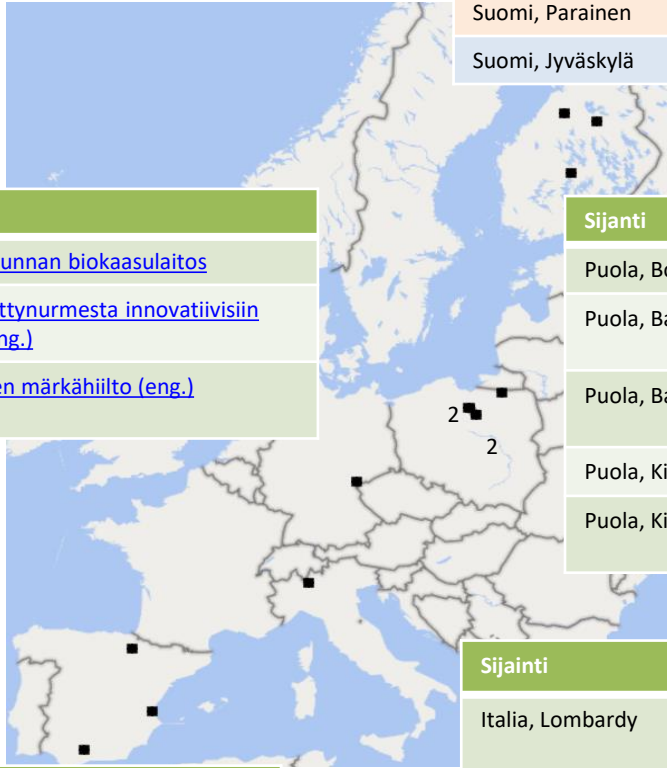 Suomi, Parainen
Suomi, Jyväskylä
unnan biokaasulaitos
ttynurmesta innovatiivisiin
ng.)
en märkähiilto (eng.)
Sijanti
Puola, Bo
Puola, Ba
Puola, Ba
Puola, Ki
Puola, Ki
2
2
Sijainti
Italia, Lombardy